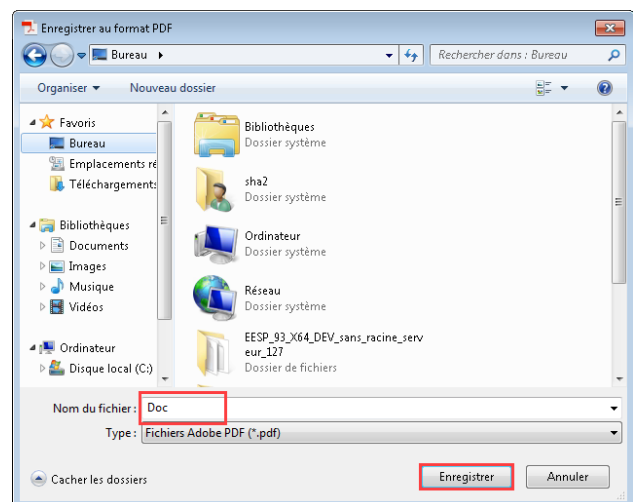 Enregistrer au format PDF
Bureau
Rechercher dans : Bureau
Organiser
Nouveau dossier
Favoris
Bureau
Emplacements ré
Téléchargements
Bibliothèques
Documents
Images
Musique
Vidéos
Ordinateur
Disque local (C:)
Bibliothèques
Dossier système
sha2
Dossier système
Ordinateur
Dossier système
Réseau
Dossier système
EESP_93_X64_DEV_sans_racine_serv
eur_127
Dossier de fichiers
Nom du fichier : Doc
Type : Fichiers Adobe PDF (*.pdf)
Cacher les dossiers
Enregistrer
Annuler